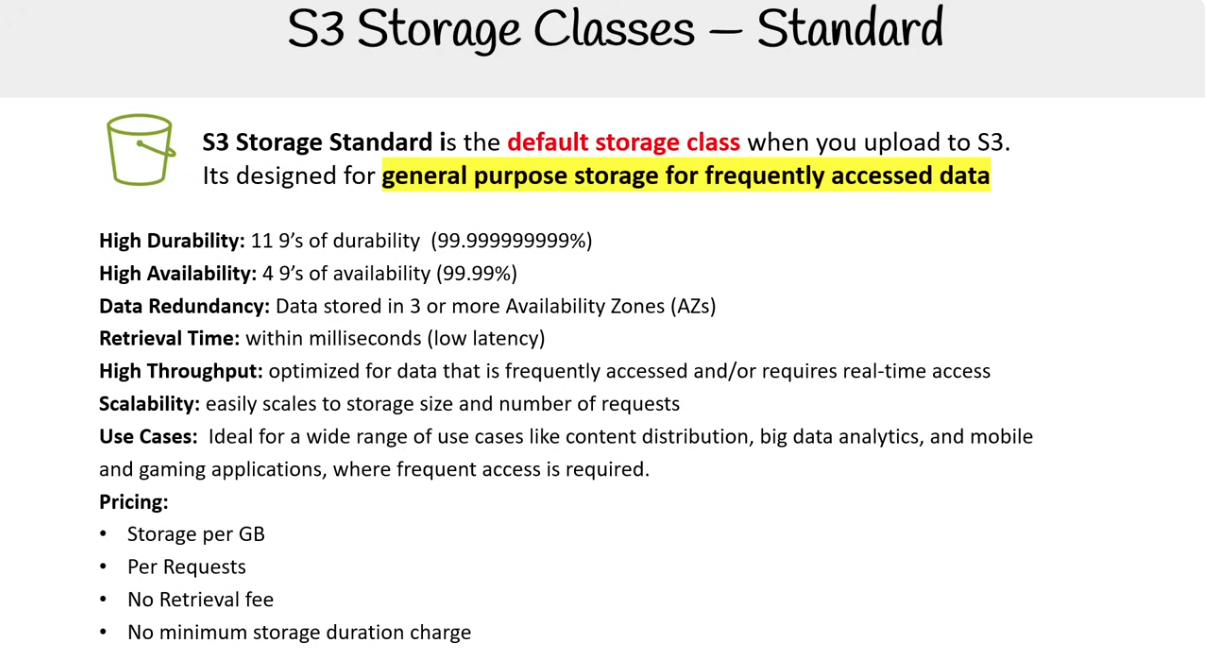 S3 Storage Classes – Standard
S3 Storage Standard is the default storage class when you upload to S3.
Its designed for general purpose storage for frequently accessed data
High Durability: 11 9’s of durability (99.999999999%)
High Availability: 4 9’s of availability (99.99%)
Data Redundancy: Data stored in 3 or more Availability Zones (AZs)
Retrieval Time: within milliseconds (low latency)
High Throughput: optimized for data that is frequently accessed and/or requires real-time access
Scalability: easily scales to storage size and number of requests
Use Cases: Ideal for a wide range of use cases like content distribution, big data analytics, and mobile
and gaming applications, where frequent access is required.
Pricing:
• Storage per GB
• Per Requests
• No Retrieval fee
• No minimum storage duration charge